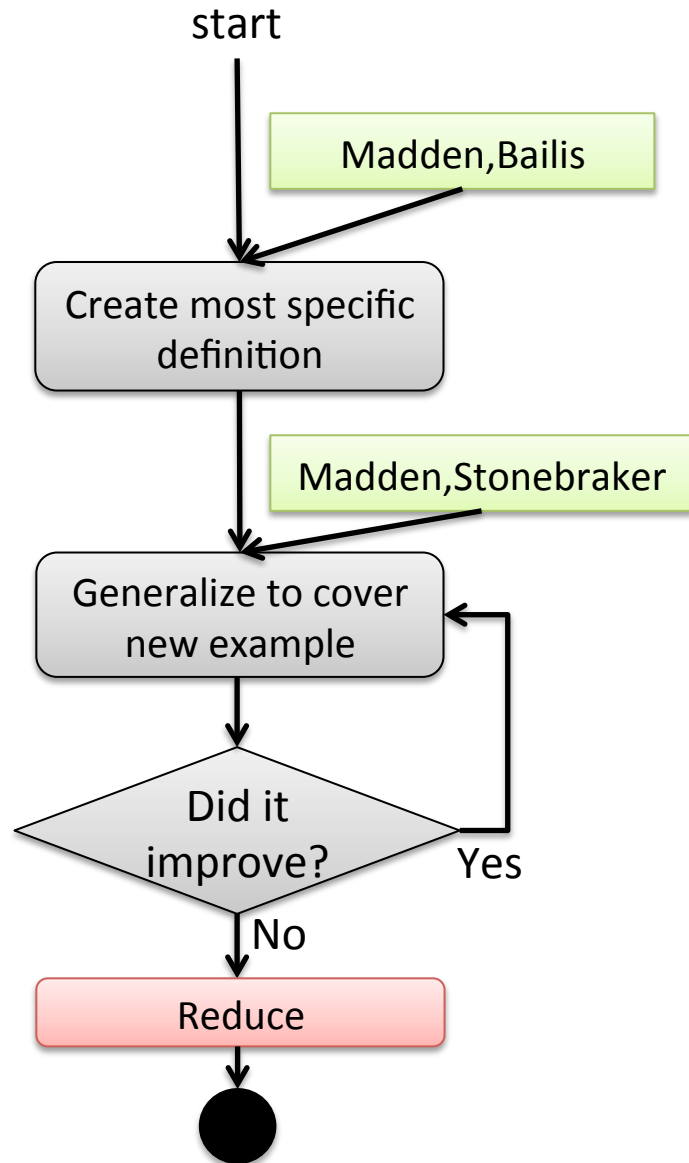 start
Madden,Bailis
Create most specific
definition
Madden,Stonebraker
Generalize to cover
new example
Did it
improve?
Yes
No
Reduce